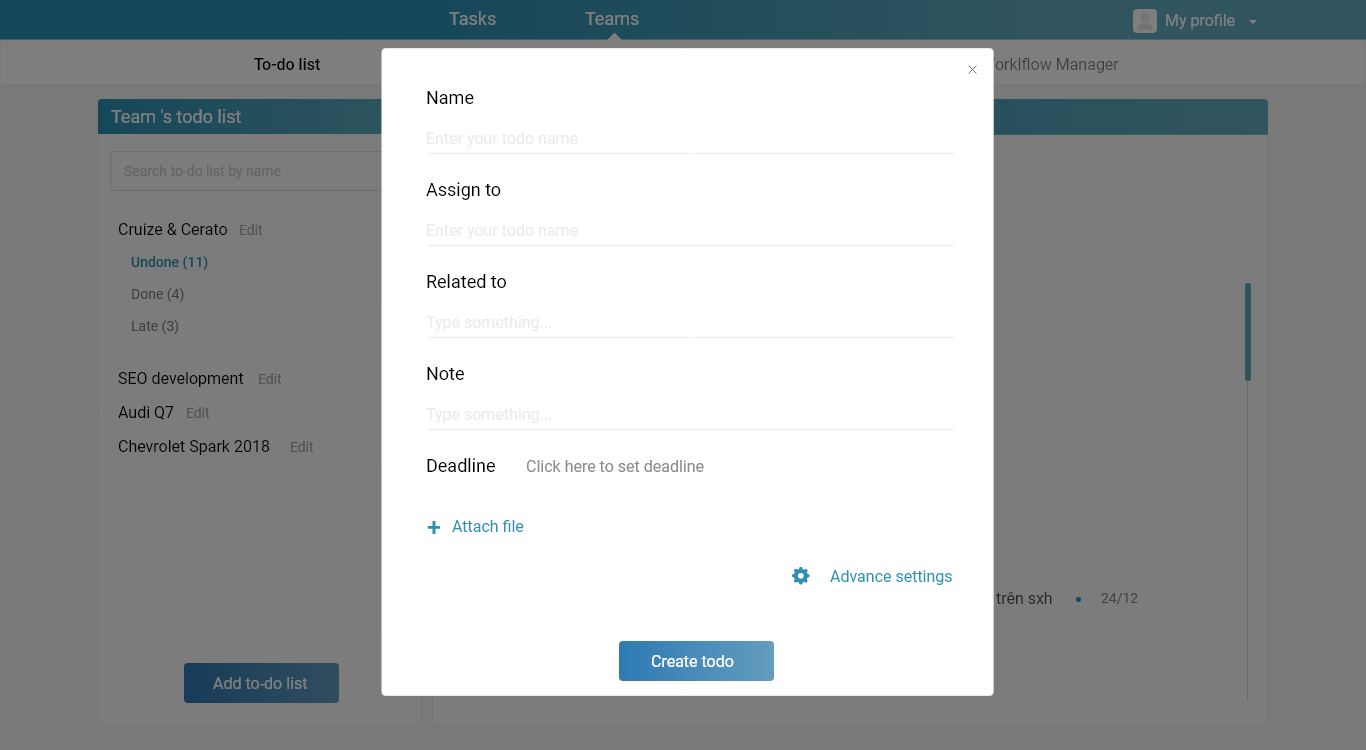 Tasks
Teams
My profile
To-do list
orklflow Manager
Team 's todo list
Search to-do list by name
Cruize & Cerato Edit
Undone (11)
Done (4)
Late (3)
SEO development Edit
Audi Q7 Edit
Chevrolet Spark 2018 Edit
Add to-do list
Name
Enter your todo name
Assign to
Enter your todo name
Related to
Type something...
Note
Type something...
Deadline Click here to set deadline
+ Attach file
Advance settings
Create todo
trên sxh • 24/12